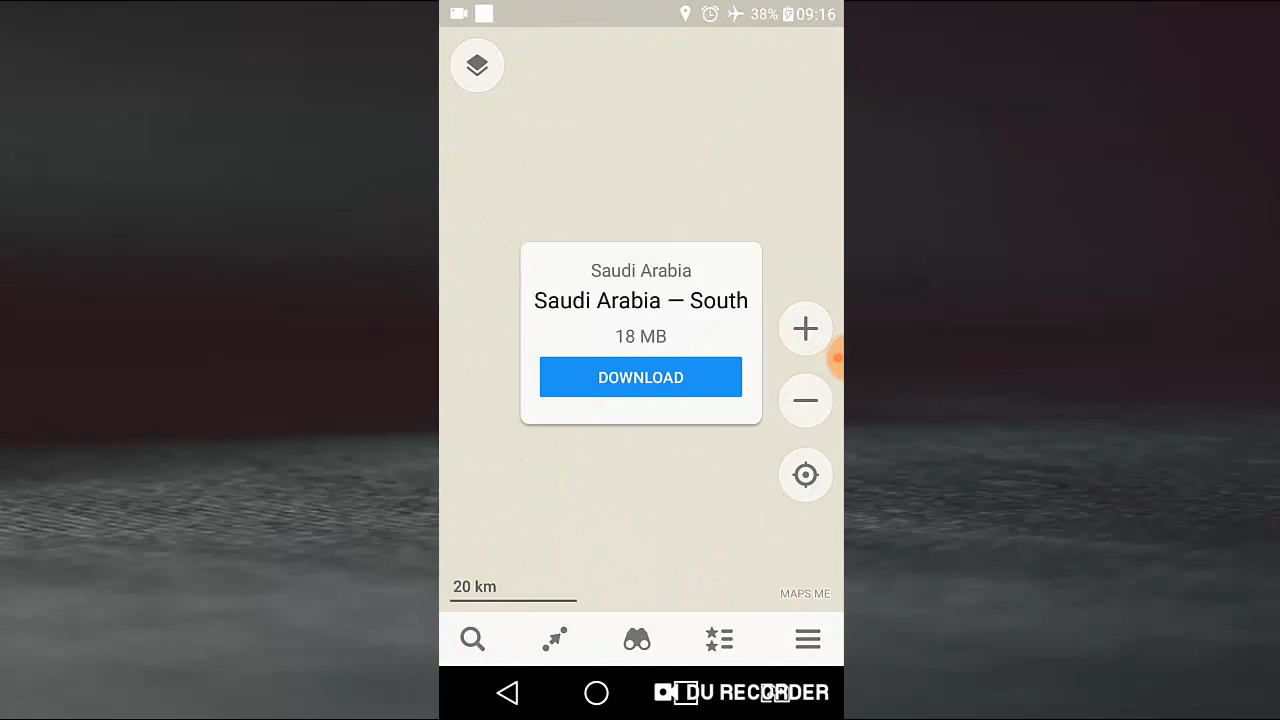 38% 09:16
Saudi Arabia
Saudi Arabia — South
18 MB
DOWNLOAD
20 km
MAPS.ME
DU RECORDER